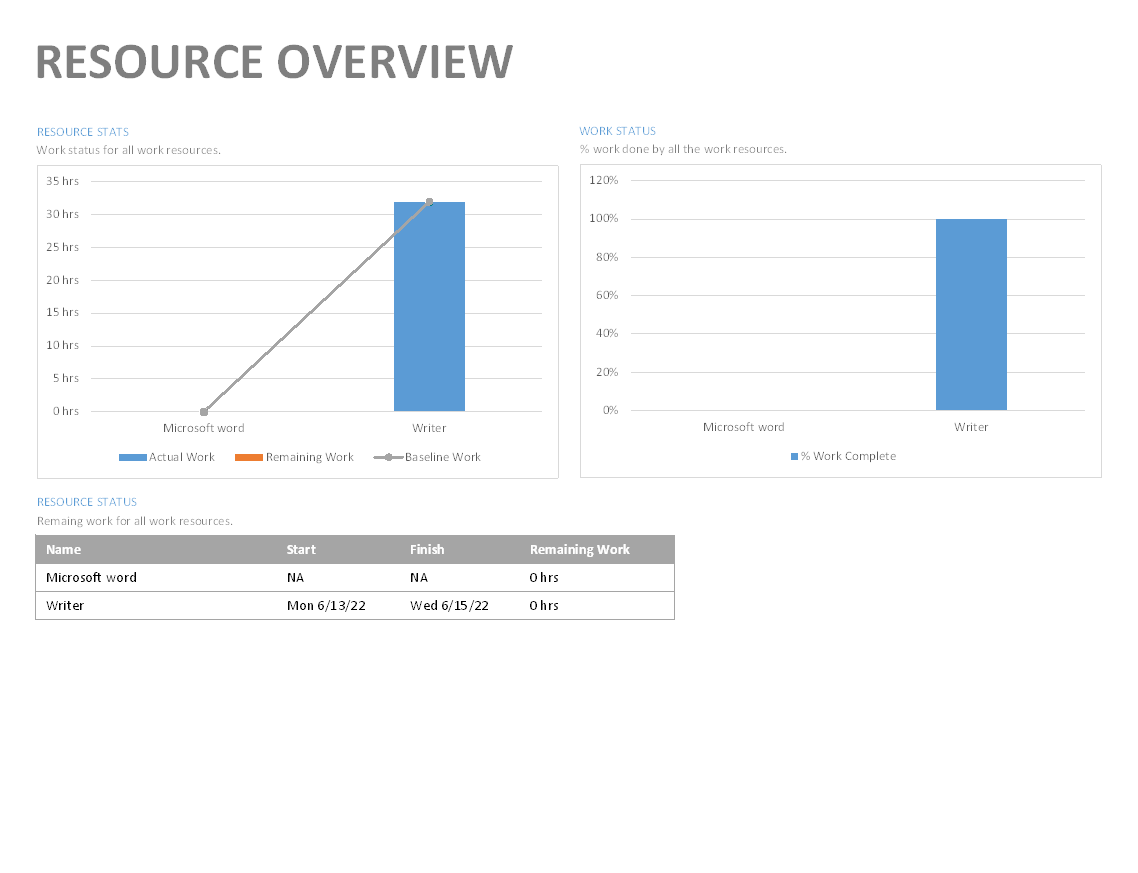 RESOURCE OVERVIEW
RESOURCE STATS
Work status for all work resources.
35 hrs
30 hrs
25 hrs
20 hrs
15 hrs
10 hrs
5 hrs
0 hrs
Microsoft word Writer
Actual Work Remaining Work Baseline Work
WORK STATUS
% work done by all the work resources.
120%
100%
80%
60%
40%
20%
0%
Microsoft word Writer
% Work Complete
RESOURCE STATUS
Remaing work for all work resources.
Name Start Finish Remaining Work
Microsoft word NA NA 0 hrs
Writer Mon 6/13/22 Wed 6/15/22 0 hrs